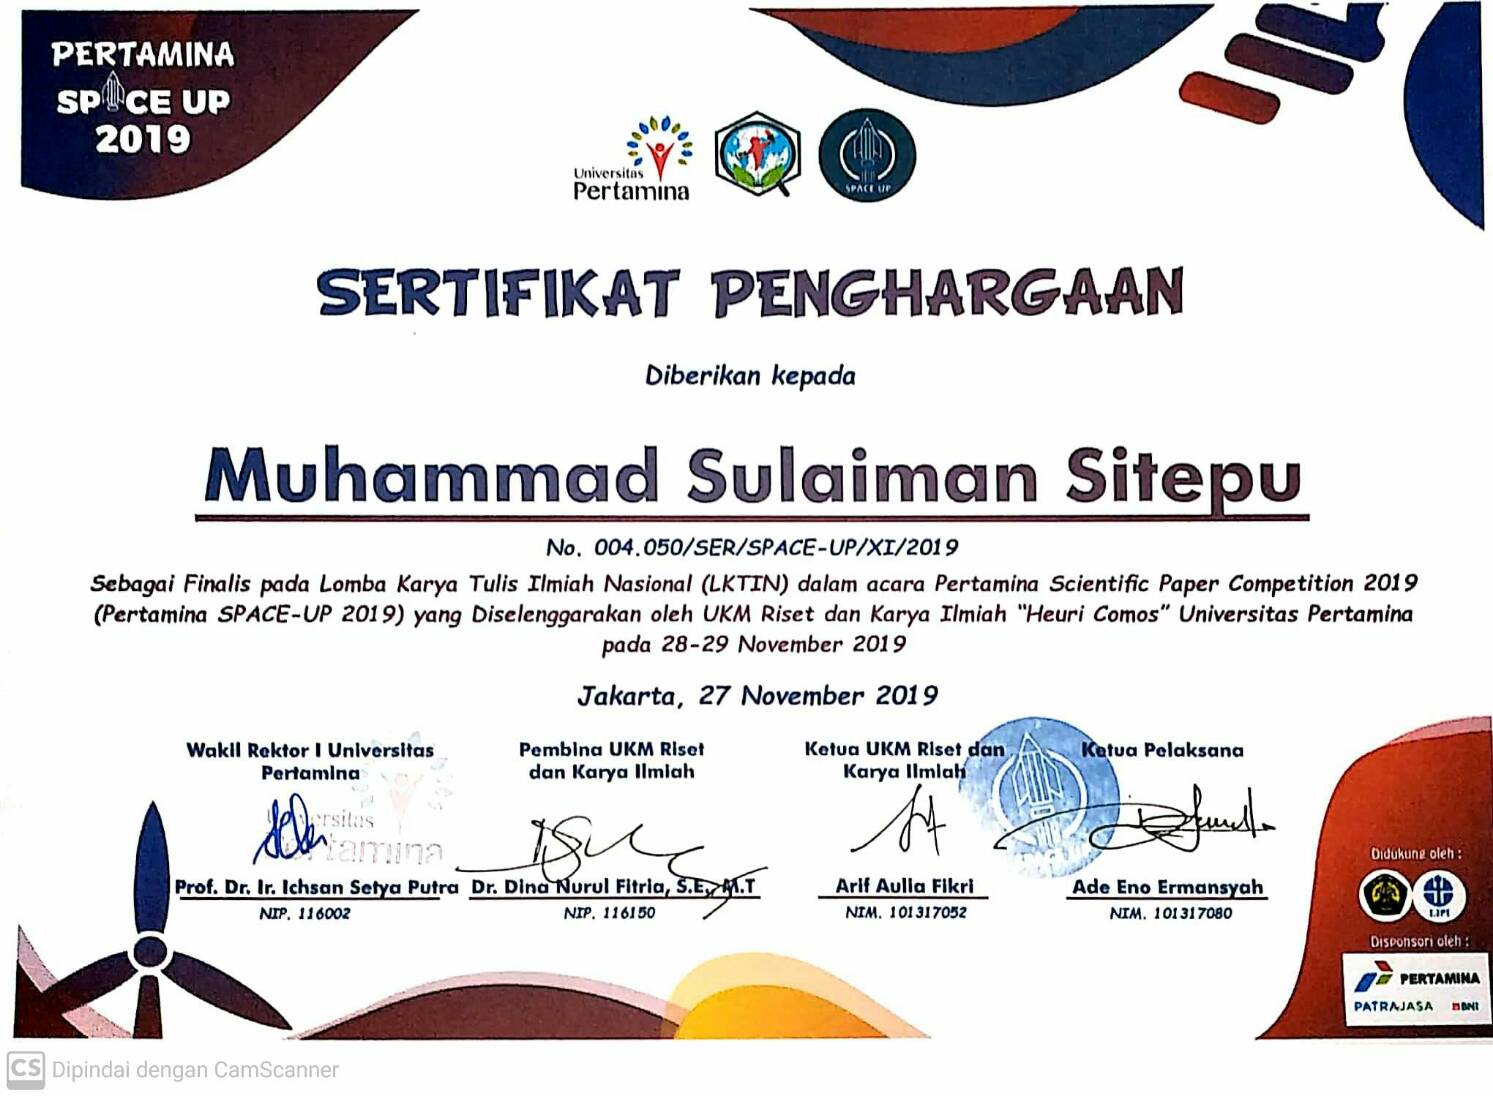 PERTAMINA
SPACE UP
2019
Universitas
Pertamina
SPACE UP
SERTIFIKAT PENGHARGAAN
Diberikan kepada
Muhammad Sulaiman Sitepu
No. 004.050/SER/SPACE-UP/XI/2019
Sebagai Finalis pada Lomba Karya Tulis Ilmiah Nasional (LKTIN) dalam acara Pertamina Scientific Paper Competition 2019
(Pertamina SPACE-UP 2019) yang Diselenggarakan oleh UKM Riset dan Karya Ilmiah "Heuri Comos" Universitas Pertamina
pada 28-29 November 2019
Jakarta, 27 November 2019
Wakil Rektor I Universitas
Pertamina
Universitas
Pertamina
Prof. Dr. Ir. Ichsan Setya Putra
NIP. 116002
Pembina UKM Riset
dan Karya Ilmiah
Dr. Dina Nurul Fitria, S.E., M.T
NIP. 116150
Ketua UKM Riset dan
Karya Ilmiah
Arif Aulia Fikri
NIM. 101317052
Ketua Pelaksana
Ade Eno Ermansyah
NIM. 101317080
Didukung oleh :
LIPI
Disponsori oleh :
PERTAMINA
PATRAJASA BNI
CS Dipindai dengan CamScanner